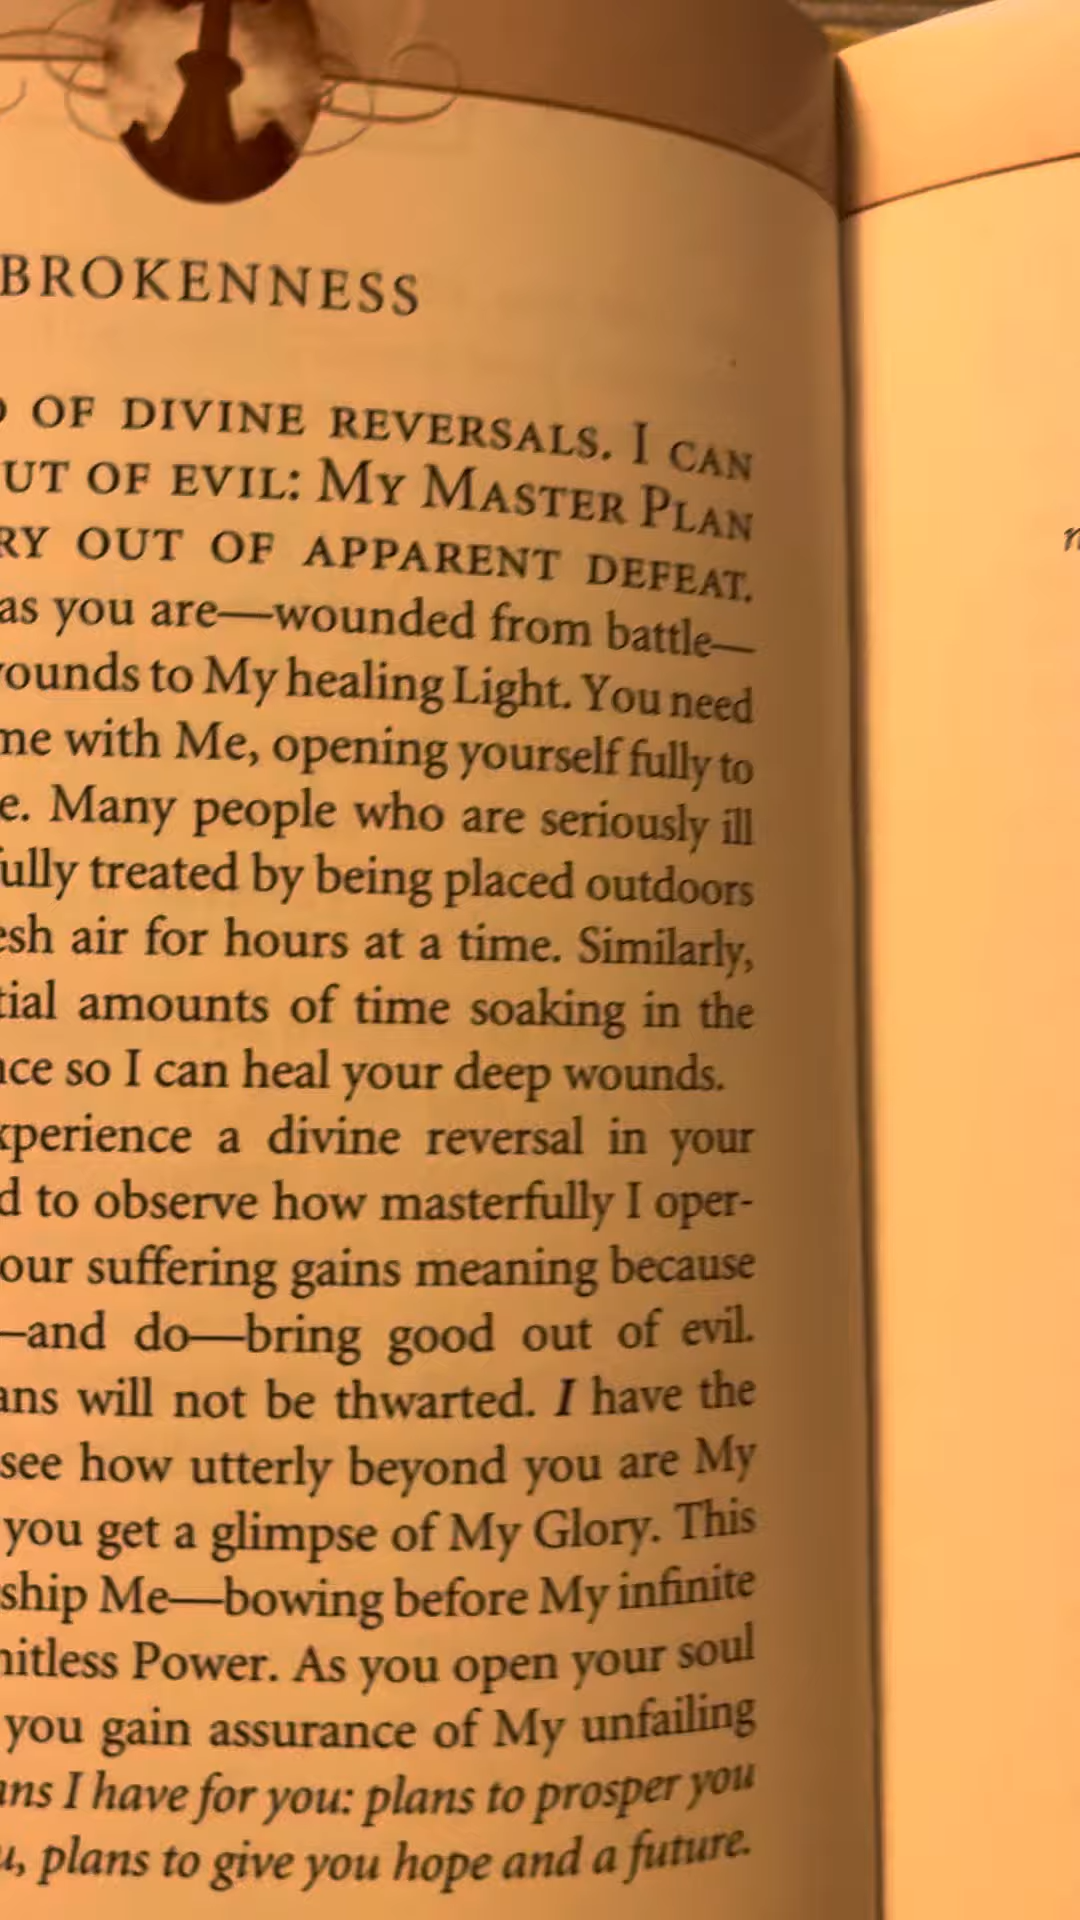 BROKENNESS
OF DIVINE REVERSALS. I CAN
UT OF EVIL: MY MASTER PLAN
RY OUT OF APPARENT DEFEAT.
as you are—wounded from battle—
ounds to My healing Light. You need
me with Me, opening yourself fully to
e. Many people who are seriously ill
ully treated by being placed outdoors
esh air for hours at a time. Similarly,
tial amounts of time soaking in the
nce so I can heal your deep wounds.
xperience a divine reversal in your
d to observe how masterfully I oper-
our suffering gains meaning because
—and do—bring good out of evil.
ans will not be thwarted. I have the
see how utterly beyond you are My
you get a glimpse of My Glory. This
ship Me—bowing before My infinite
nitless Power. As you open your soul
you gain assurance of My unfailing
ans I have for you: plans to prosper you
u, plans to give you hope and a future.